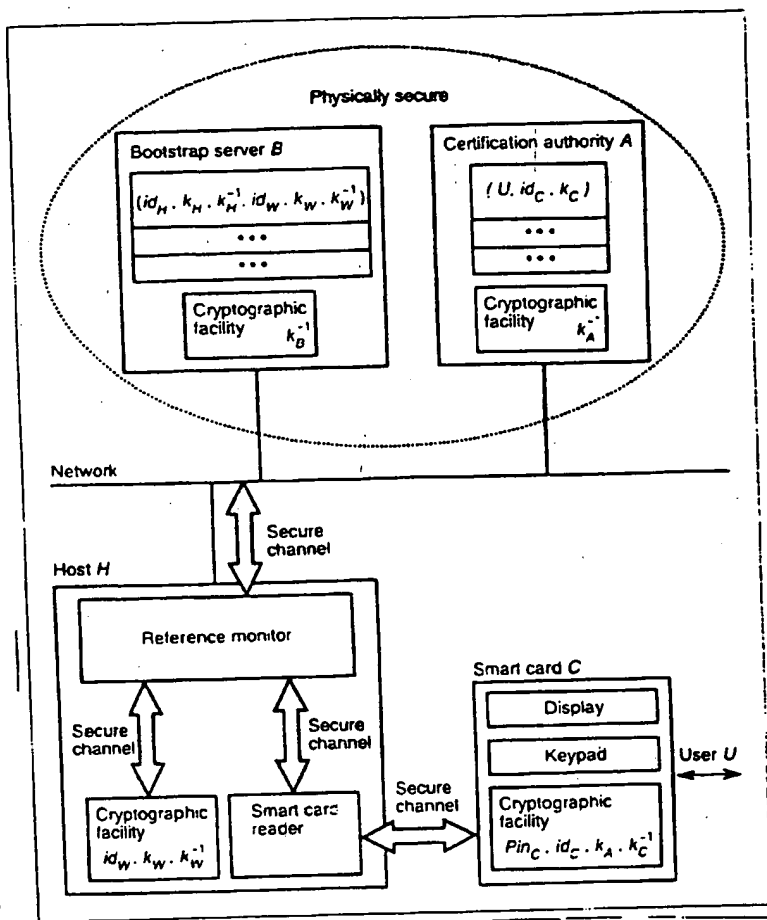 Physically secure
Bootstrap server B
(id_H. k_H. k_H^-1. id_W. k_W. k_W^-1)
•••
•••
Cryptographic
facility
k_B^-1
Certification authority A
( U. id_C. k_C )
•••
•••
Cryptographic
facility
Network
Secure
channel
Host H
Reference monitor
Secure
channel
Secure
channel
Cryptographic
facility
id_W. k_W. k_W^-1
Smart card
reader
Secure
channel
Smart card C
Display
Keypad
Cryptographic
facility
Pin_C. id_C. k_A. k_C^-1
User U